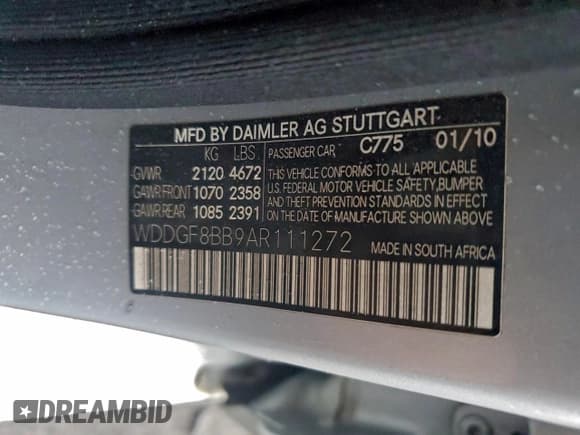 MFD BY DAIMLER AG STUTTGART
KG LBS. PASSENGER CAR C775 01/10
GVWR 2120 4672
GAWR FRONT 1070 2358
GAWR REAR 1085 2391
THIS VEHICLE CONFORMS TO ALL APPLICABLE
U.S. FEDERAL MOTOR VEHICLE SAFETY, BUMPER
AND THEFT PREVENTION STANDARDS IN EFFECT
ON THE DATE OF MANUFACTURE SHOWN ABOVE.
WDDGF8BB9AR111272
MADE IN SOUTH AFRICA
DREAMBID